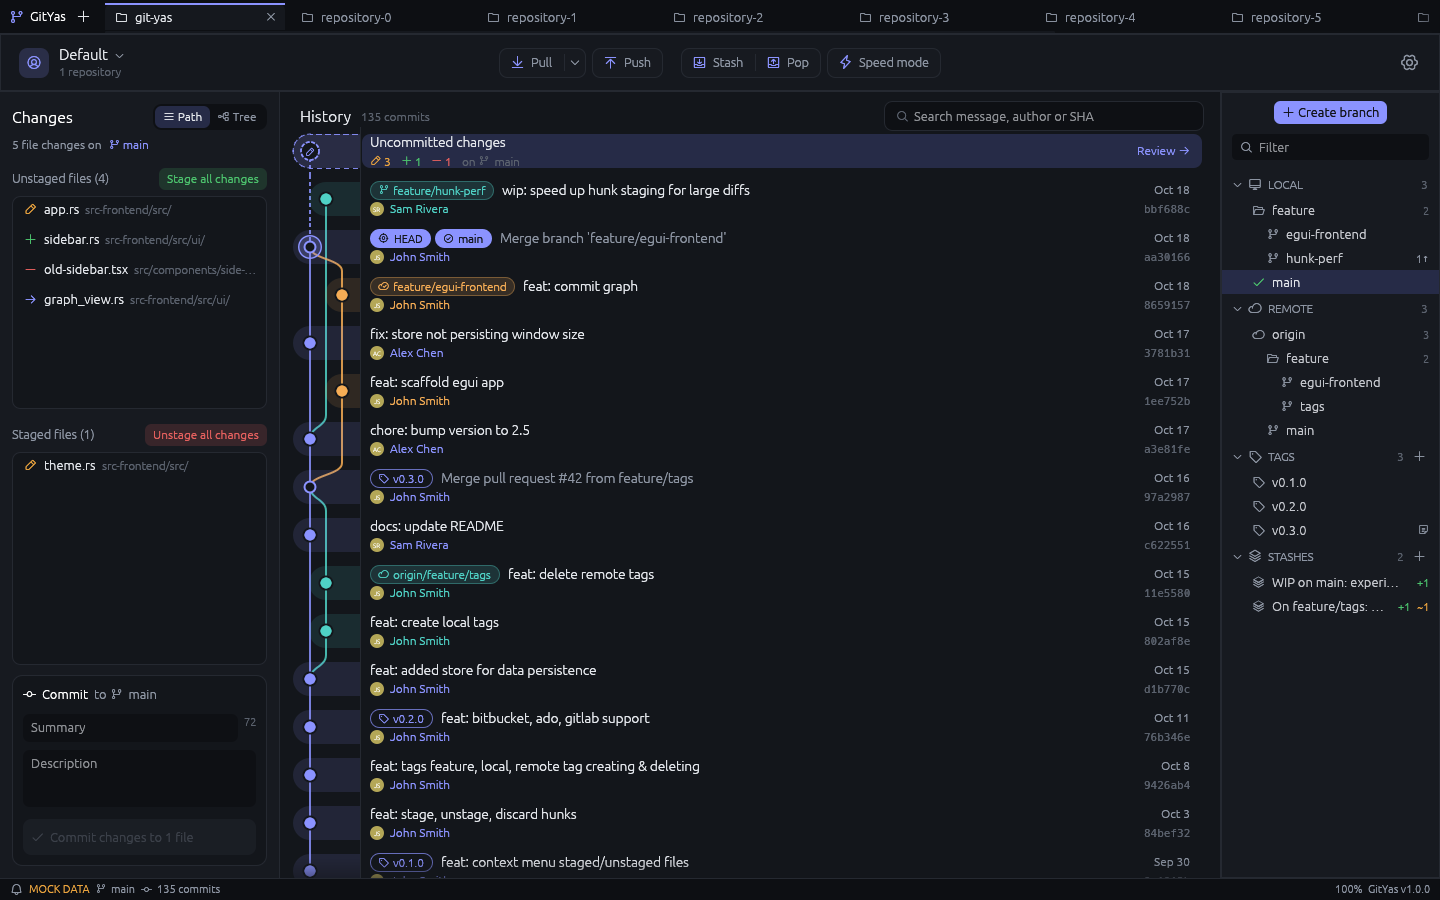 GitYas
git-yas
repository-0
repository-1
repository-2
repository-3
repository-4
repository-5
Default
1 repository
Pull
Push
Stash
Pop
Speed mode
Changes
Path
Tree
5 file changes on main
Unstaged files (4)
Stage all changes
app.rs src-frontend/src/
sidebar.rs src-frontend/src/ui/
old-sidebar.tsx src/components/side-...
graph_view.rs src-frontend/src/ui/
Staged files (1)
Unstage all changes
theme.rs src-frontend/src/
Commit to main
Summary
72
Description
Commit changes to 1 file
History 135 commits
Search message, author or SHA
Uncommitted changes
3 + 1 − 1 on main
Review →
feature/hunk-perf wip: speed up hunk staging for large diffs Oct 18
SR Sam Rivera bbf688c
HEAD main Merge branch 'feature/egui-frontend' Oct 18
JS John Smith aa30166
feature/egui-frontend feat: commit graph Oct 18
JS John Smith 8659157
fix: store not persisting window size Oct 17
AC Alex Chen 3781b31
feat: scaffold egui app Oct 17
JS John Smith 1ee752b
chore: bump version to 2.5 Oct 17
AC Alex Chen a3e81fe
v0.3.0 Merge pull request #42 from feature/tags Oct 16
JS John Smith 97a2987
docs: update README Oct 16
SR Sam Rivera c622551
origin/feature/tags feat: delete remote tags Oct 15
JS John Smith 11e5580
feat: create local tags Oct 15
JS John Smith 802af8e
feat: added store for data persistence Oct 15
JS John Smith d1b770c
v0.2.0 feat: bitbucket, ado, gitlab support Oct 11
JS John Smith 76b346e
feat: tags feature, local, remote tag creating & deleting Oct 8
JS John Smith 9426ab4
feat: stage, unstage, discard hunks Oct 3
JS John Smith 84bef32
v0.1.0 feat: context menu staged/unstaged files Sep 30
+ Create branch
Filter
LOCAL 3
feature 2
egui-frontend
hunk-perf 1↑
main
REMOTE 3
origin 3
feature 2
egui-frontend
tags
main
TAGS 3 +
v0.1.0
v0.2.0
v0.3.0
STASHES 2 +
WIP on main: experi... +1
On feature/tags: ... +1 ~1
MOCK DATA main 135 commits
100% GitYas v1.0.0